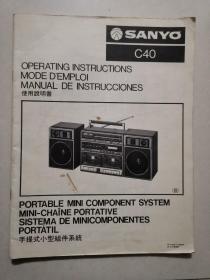 SANYO
C40
OPERATING INSTRUCTIONS
MODE D'EMPLOI
MANUAL DE INSTRUCCIONES
使用說明書
PORTABLE MINI COMPONENT SYSTEM
MINI-CHAÎNE PORTATIVE
SISTEMA DE MINICOMPONENTES
PORTATIL
手提式小型組件系統